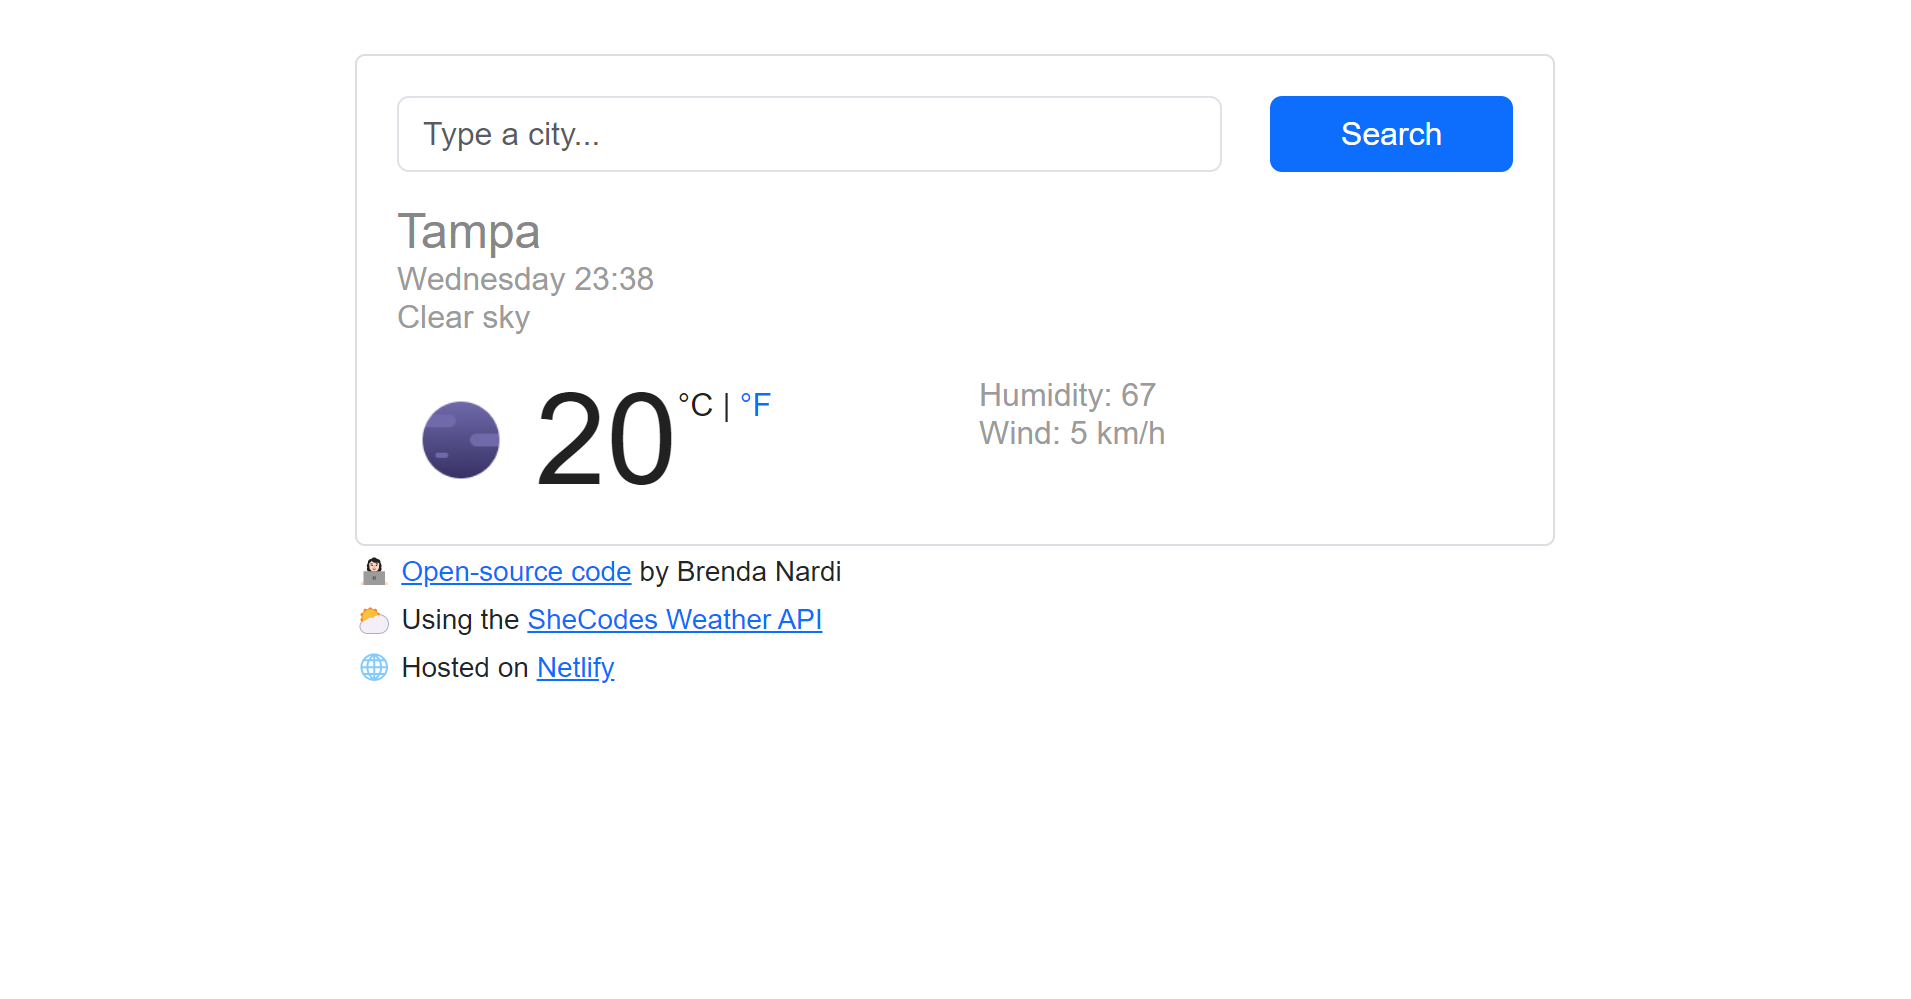 Type a city...
Search
Tampa
Wednesday 23:38
Clear sky
20 °C | °F
Humidity: 67
Wind: 5 km/h
Open-source code by Brenda Nardi
Using the SheCodes Weather API
Hosted on Netlify